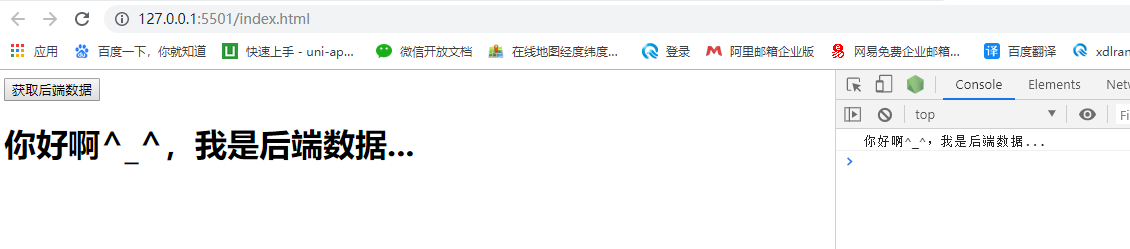 127.0.0.1:5501/index.html
应用 百度一下，你就知道 快速上手 - uni-ap... 微信开放文档 在线地图经度纬度... 登录 阿里邮箱企业版 易 网易免费企业邮箱... 译 百度翻译 xdlran
获取后端数据
Console Elements Netw
top Fi
你好啊^_^，我是后端数据...
你好啊^_^，我是后端数据...